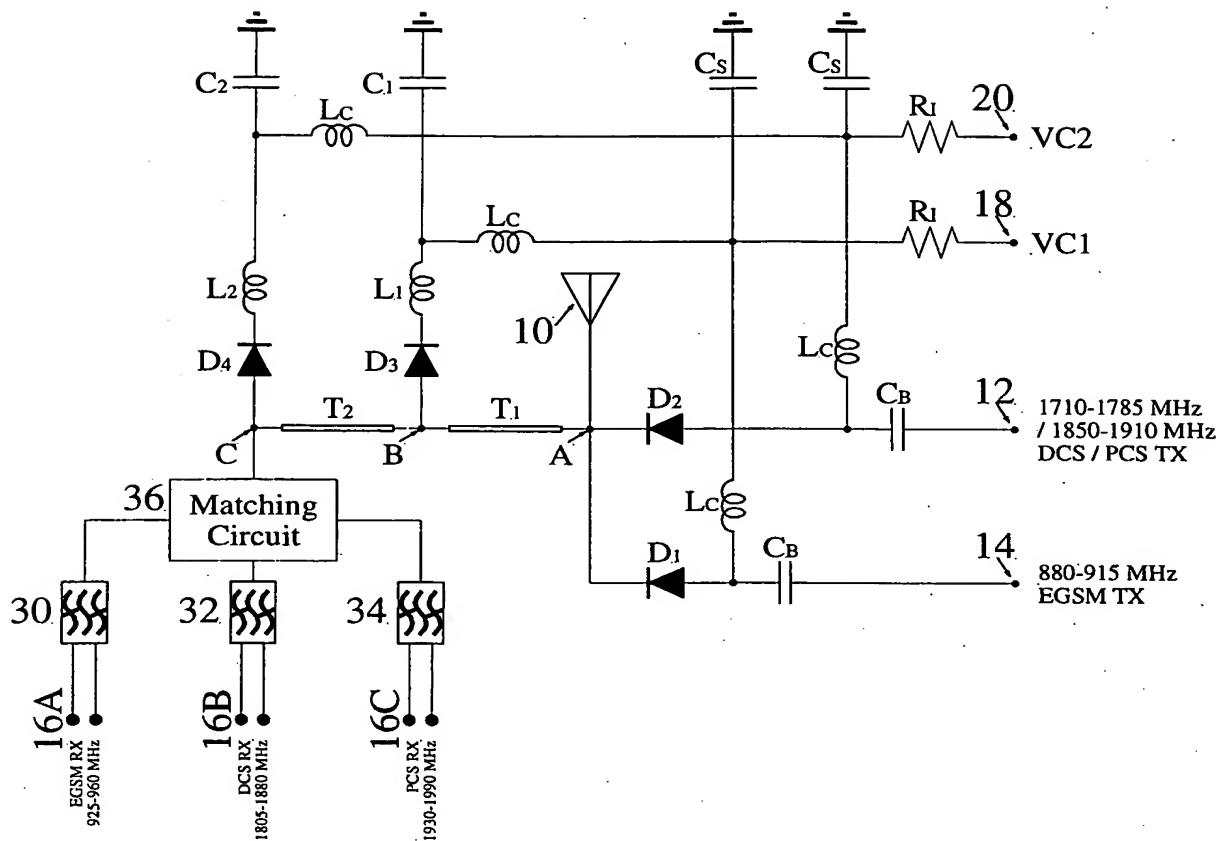 C2
C1
CS
CS
LC
RI
20
VC2
LC
RI
18
VC1
L2
L1
10
LC
D4
D3
D2
CB
12
1710-1785 MHz
/ 1850-1910 MHz
DCS / PCS TX
T2
T1
C
B
A
36
Matching
Circuit
LC
D1
CB
14
880-915 MHz
EGSM TX
30
32
34
16A
EGSM RX
925-960 MHz
16B
DCS RX
1805-1880 MHz
16C
PCS RX
1930-1990 MHz